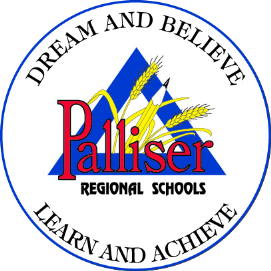 DREAM AND BELIEVE
Palliser
REGIONAL SCHOOLS
LEARN AND ACHIEVE